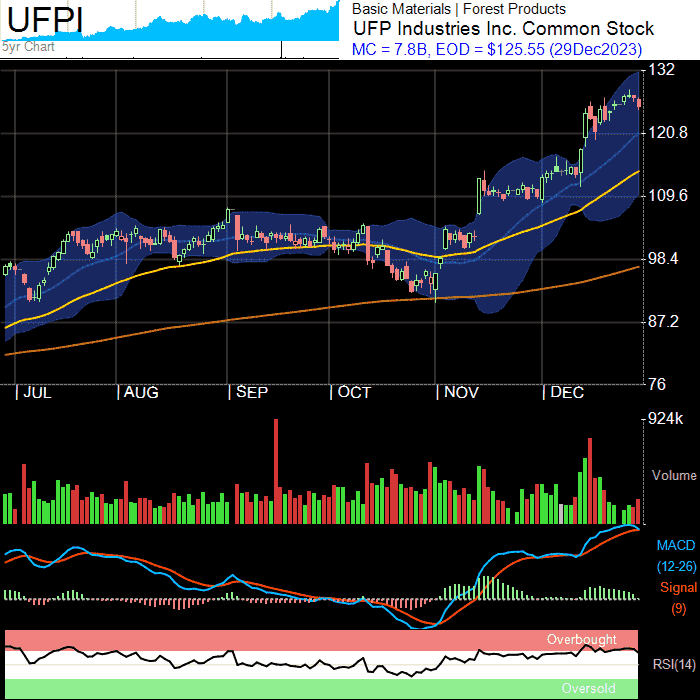 UFPI
5yr Chart
Basic Materials | Forest Products
UFP Industries Inc. Common Stock
MC = 7.8B, EOD = $125.55 (29Dec2023)
132
120.8
109.6
98.4
87.2
76
| JUL | AUG | SEP | OCT | NOV | DEC
924k
Volume
MACD
(12-26)
Signal
(9)
Overbought
RSI(14)
Oversold